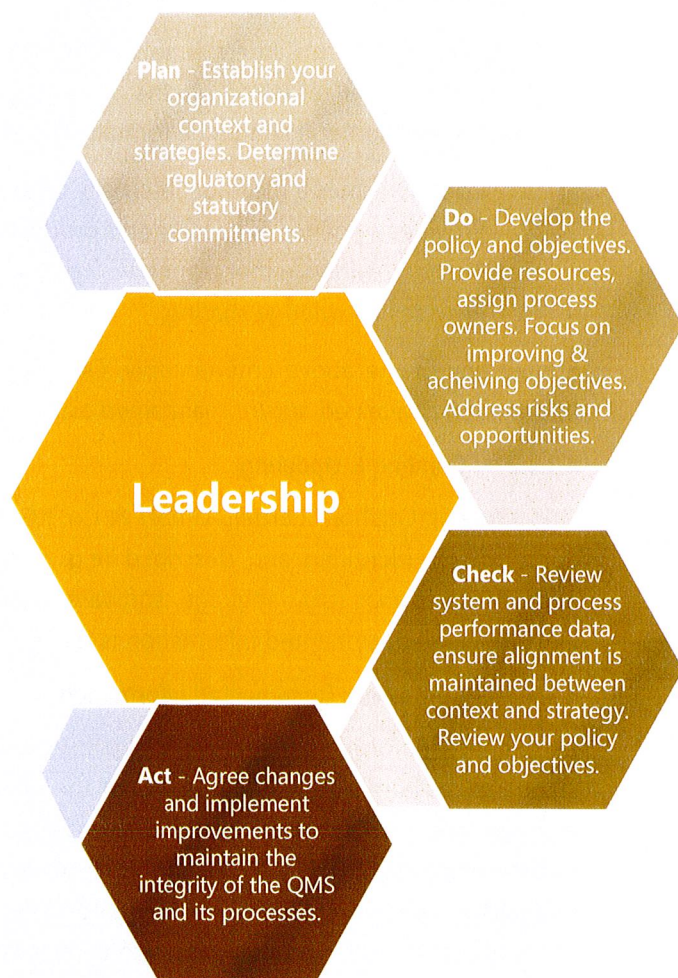 Plan - Establish your
organizational
context and
strategies. Determine
regluatory and
statutory
commitments.
Do - Develop the
policy and objectives.
Provide resources,
assign process
owners. Focus on
improving &
acheiving objectives.
Address risks and
opportunities.
Leadership
Check - Review
system and process
performance data,
ensure alignment is
maintained between
context and strategy.
Review your policy
and objectives.
Act - Agree changes
and implement
improvements to
maintain the
integrity of the QMS
and its processes.